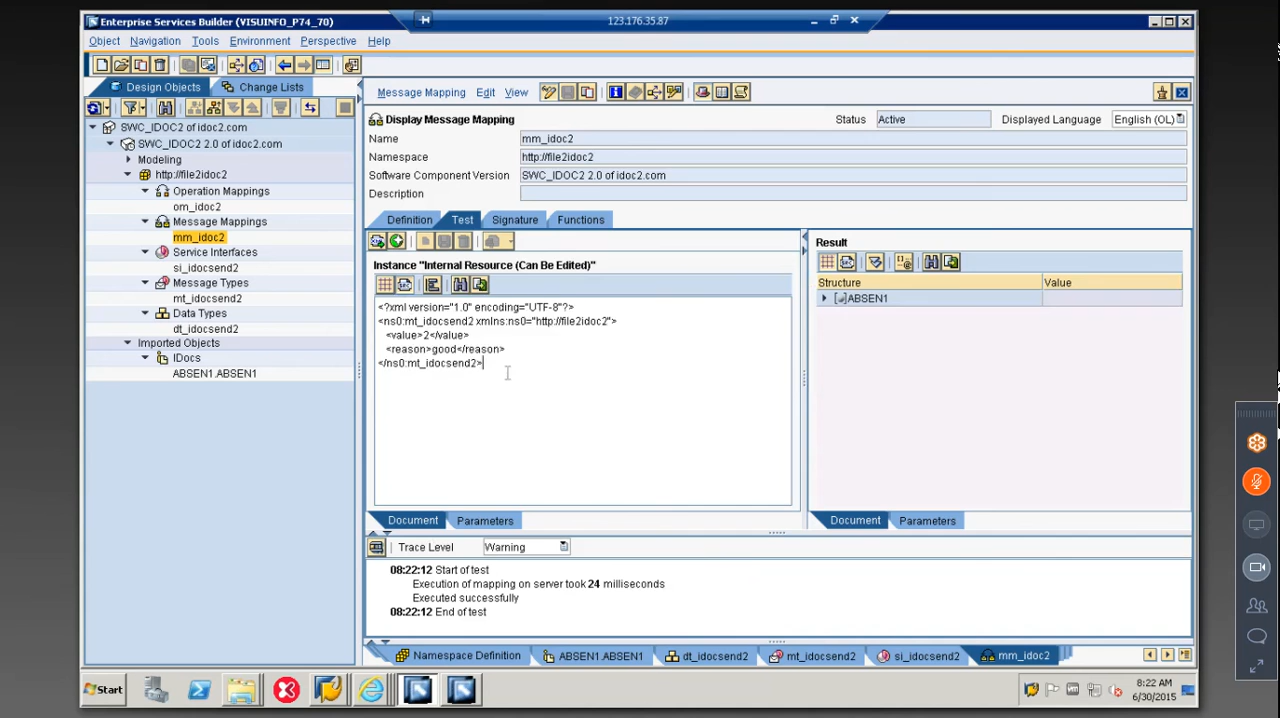 Enterprise Services Builder (VISUINFO_P74_70)
123.176.35.87
Object Navigation Tools Environment Perspective Help
Design Objects Change Lists
Message Mapping Edit View
SWC_IDOC2 of idoc2.com
SWC_IDOC2 2.0 of idoc2.com
Modeling
http://file2idoc2
Operation Mappings
om_idoc2
Message Mappings
mm_idoc2
Service Interfaces
si_idocsend2
Message Types
mt_idocsend2
Data Types
dt_idocsend2
Imported Objects
IDocs
ABSEN1.ABSEN1
Display Message Mapping
Status Active Displayed Language English (OL)
Name mm_idoc2
Namespace http://file2idoc2
Software Component Version SWC_IDOC2 2.0 of idoc2.com
Description
Definition Test Signature Functions
Instance "Internal Resource (Can Be Edited)"
<?xml version="1.0" encoding="UTF-8"?>
<ns0:mt_idocsend2 xmlns:ns0="http://file2idoc2">
<value>2</value>
<reason>good</reason>
</ns0:mt_idocsend2>
Document Parameters
Result
Structure Value
ABSEN1
Document Parameters
Trace Level Warning
08:22:12 Start of test
Execution of mapping on server took 24 milliseconds
Executed successfully
08:22:12 End of test
Namespace Definition ABSEN1.ABSEN1 dt_idocsend2 mt_idocsend2 si_idocsend2 mm_idoc2
Start
8:22 AM
6/30/2015